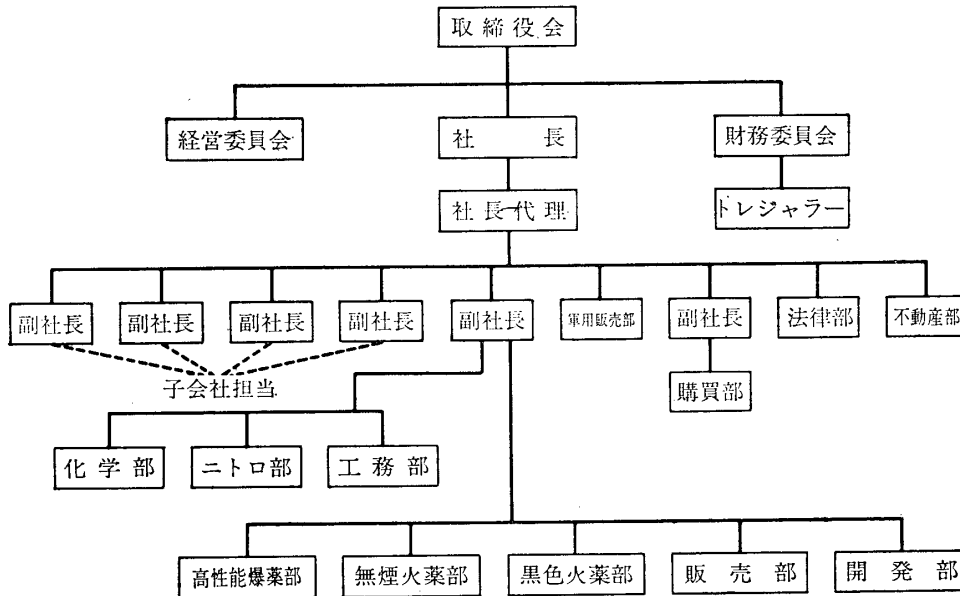 取締役会
経営委員会
社長
財務委員会
社長代理
トレジャラー
副社長
副社長
副社長
副社長
副社長
軍用販売部
副社長
法律部
不動産部
子会社担当
購買部
化学部
ニトロ部
工務部
高性能爆薬部
無煙火薬部
黒色火薬部
販売部
開発部